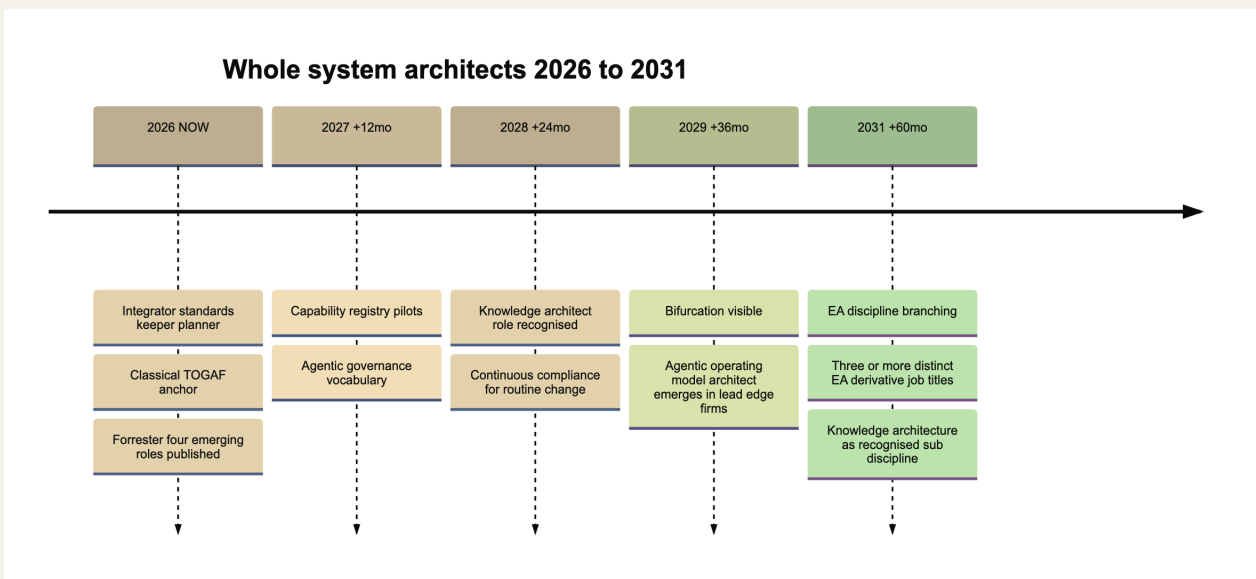 Whole system architects 2026 to 2031
2026 NOW
2027 +12mo
2028 +24mo
2029 +36mo
2031 +60mo
Integrator standards
keeper planner
Classical TOGAF
anchor
Forrester four emerging
roles published
Capability registry pilots
Agentic governance
vocabulary
Knowledge architect
role recognised
Continuous compliance
for routine change
Bifurcation visible
Agentic operating
model architect
emerges in lead edge
firms
EA discipline branching
Three or more distinct
EA derivative job titles
Knowledge architecture
as recognised sub
discipline